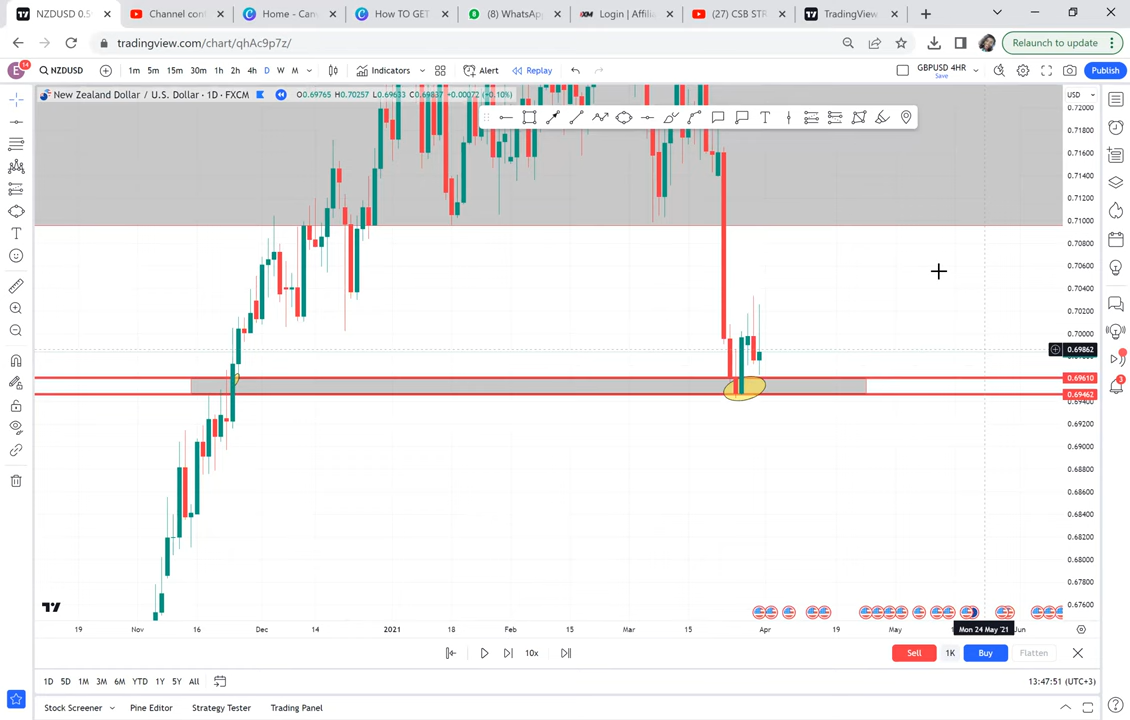 NZDUSD 0.5
Channel cont
Home - Can
How TO GET
(8) WhatsAp
Login | Affilia
(27) CSB STR
TradingView
tradingview.com/chart/qhAc9p7z/
Relaunch to update
E 14 NZDUSD 1m 5m 15m 30m 1h 2h 4h D W M Indicators Alert Replay GBPUSD 4HR Save Publish
New Zealand Dollar / U.S. Dollar · 1D · FXCM O0.69765 H0.70257 L0.69633 C0.69837 +0.00072 (+0.10%) USD
0.72000
0.71800
0.71600
0.71400
0.71200
0.71000
0.70800
0.70600
0.70400
0.70200
0.70000
0.69862
0.69610
0.69462
0.69400
0.69200
0.69000
0.68800
0.68600
0.68400
0.68200
0.68000
0.67800
0.67600
19 Nov 16 Dec 14 2021 18 Feb 15 Mar 15 Apr 19 May Mon 24 May '21 Jun
10x Sell 1K Buy Flatten
1D 5D 1M 3M 6M YTD 1Y 5Y All 13:47:51 (UTC+3)
Stock Screener Pine Editor Strategy Tester Trading Panel